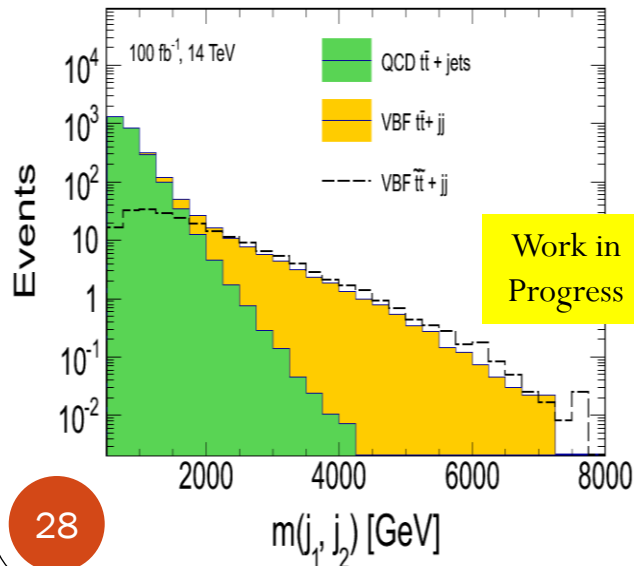 100 fb⁻¹, 14 TeV
QCD tt̄ + jets
VBF tt̄+ jj
VBF t̃t̃ + jj
Work in
Progress
Events
10⁴
10³
10²
10
1
10⁻¹
10⁻²
2000 4000 6000 8000
m(j₁, j₂) [GeV]
28